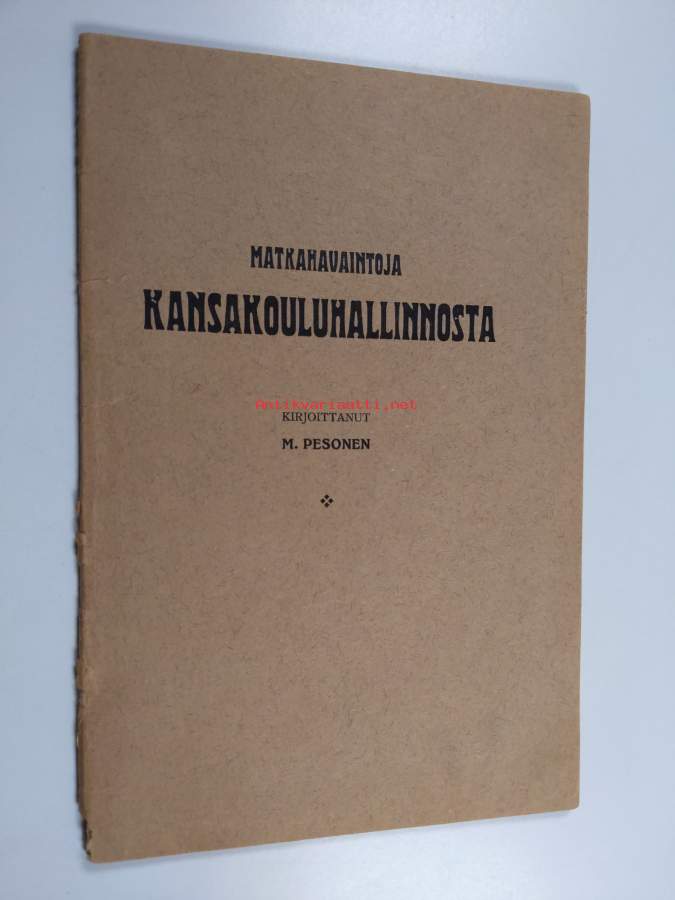 MATKAHAVAINTOJA
KANSAKOULUHALLINNOSTA
Antikvariaatti.net
KIRJOITTANUT
M. PESONEN